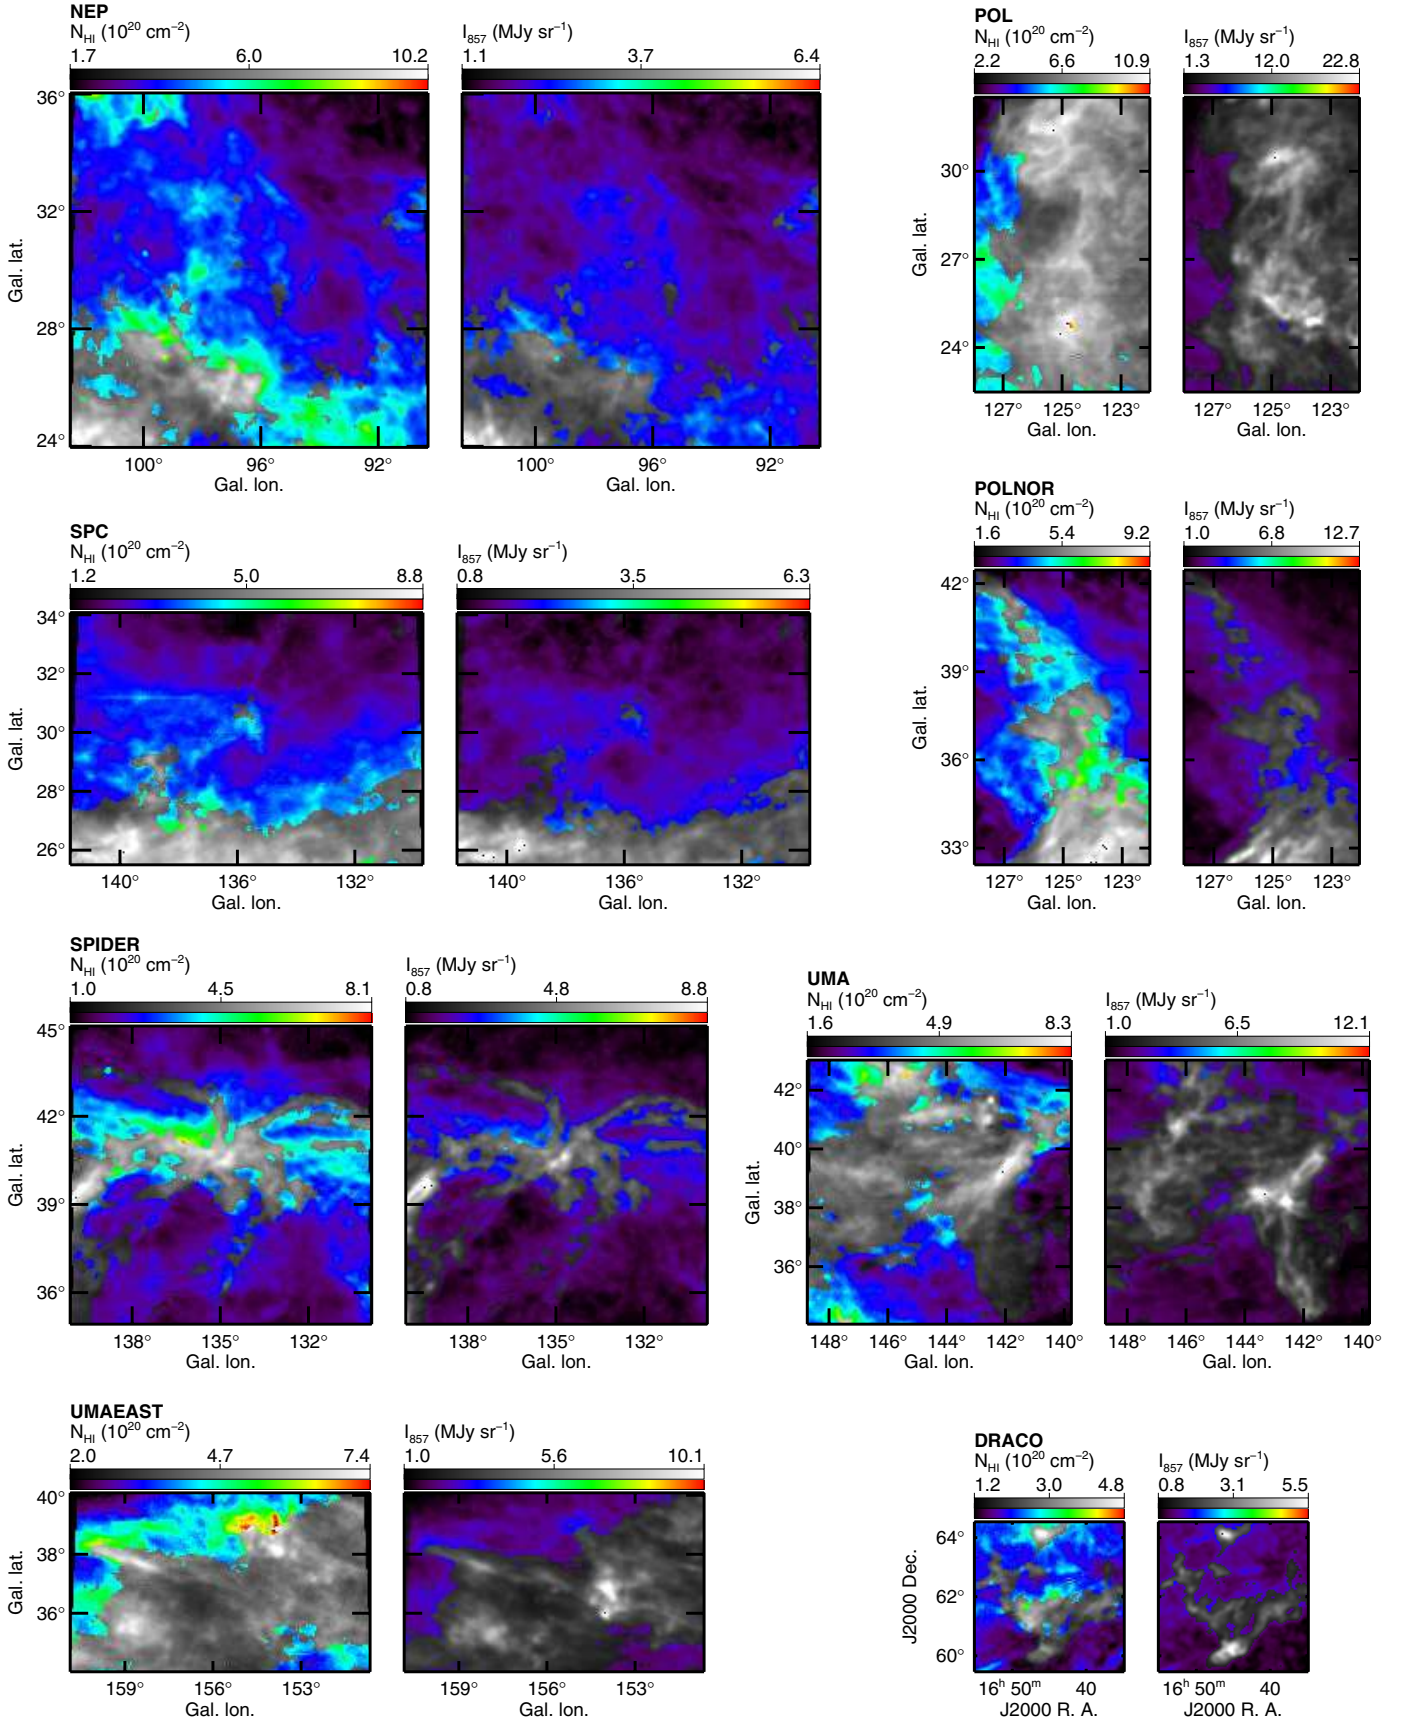 NEP
N_HI (10^20 cm^−2)
1.7 6.0 10.2
I_857 (MJy sr^−1)
1.1 3.7 6.4
36°
32°
28°
24°
Gal. lat.
100° 96° 92°
Gal. lon.
100° 96° 92°
Gal. lon.
POL
N_HI (10^20 cm^−2)
2.2 6.6 10.9
I_857 (MJy sr^−1)
1.3 12.0 22.8
30°
27°
24°
Gal. lat.
127° 125° 123°
Gal. lon.
127° 125° 123°
Gal. lon.
SPC
N_HI (10^20 cm^−2)
1.2 5.0 8.8
I_857 (MJy sr^−1)
0.8 3.5 6.3
34°
32°
30°
28°
26°
Gal. lat.
140° 136° 132°
Gal. lon.
140° 136° 132°
Gal. lon.
POLNOR
N_HI (10^20 cm^−2)
1.6 5.4 9.2
I_857 (MJy sr^−1)
1.0 6.8 12.7
42°
39°
36°
33°
Gal. lat.
127° 125° 123°
Gal. lon.
127° 125° 123°
Gal. lon.
SPIDER
N_HI (10^20 cm^−2)
1.0 4.5 8.1
I_857 (MJy sr^−1)
0.8 4.8 8.8
45°
42°
39°
36°
Gal. lat.
138° 135° 132°
Gal. lon.
138° 135° 132°
Gal. lon.
UMA
N_HI (10^20 cm^−2)
1.6 4.9 8.3
I_857 (MJy sr^−1)
1.0 6.5 12.1
42°
40°
38°
36°
Gal. lat.
148° 146° 144° 142° 140°
Gal. lon.
148° 146° 144° 142° 140°
Gal. lon.
UMAEAST
N_HI (10^20 cm^−2)
2.0 4.7 7.4
I_857 (MJy sr^−1)
1.0 5.6 10.1
40°
38°
36°
Gal. lat.
159° 156° 153°
Gal. lon.
159° 156° 153°
Gal. lon.
DRACO
N_HI (10^20 cm^−2)
1.2 3.0 4.8
I_857 (MJy sr^−1)
0.8 3.1 5.5
64°
62°
60°
J2000 Dec.
16^h 50^m 40
J2000 R. A.
16^h 50^m 40
J2000 R. A.